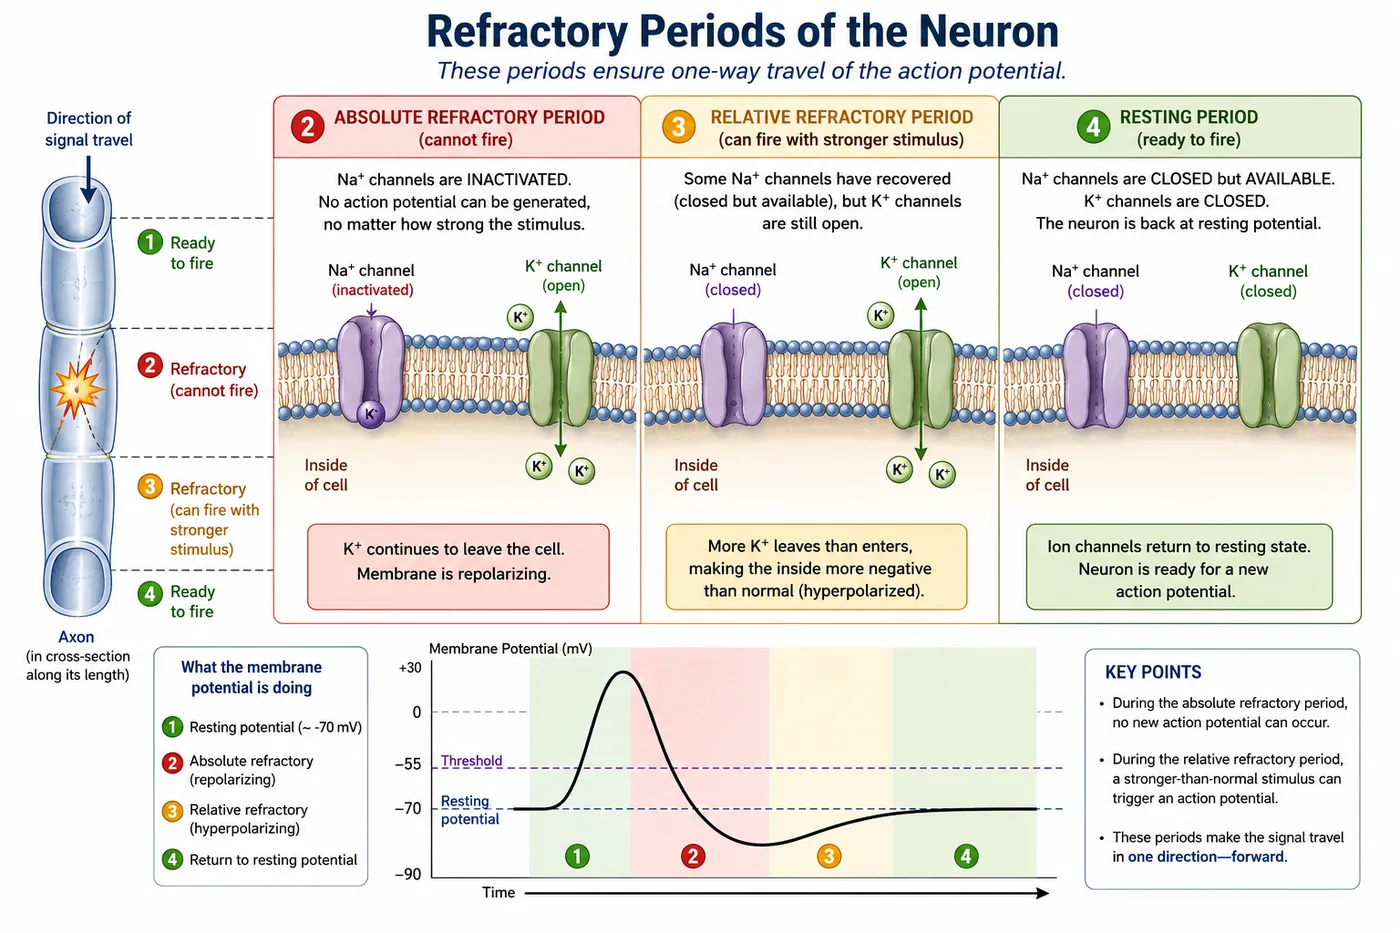 Refractory Periods of the Neuron
These periods ensure one-way travel of the action potential.
Direction of
signal travel
1 Ready
to fire
2 Refractory
(cannot fire)
3 Refractory
(can fire with
stronger
stimulus)
4 Ready
to fire
Axon
(in cross-section
along its length)
2 ABSOLUTE REFRACTORY PERIOD
(cannot fire)
Na⁺ channels are INACTIVATED.
No action potential can be generated,
no matter how strong the stimulus.
Na⁺ channel
(inactivated)
K⁺ channel
(open)
K⁺
K⁺
K⁺
K⁺
Inside
of cell
K⁺ continues to leave the cell.
Membrane is repolarizing.
3 RELATIVE REFRACTORY PERIOD
(can fire with stronger stimulus)
Some Na⁺ channels have recovered
(closed but available), but K⁺ channels
are still open.
Na⁺ channel
(closed)
K⁺ channel
(open)
K⁺
K⁺
K⁺
Inside
of cell
More K⁺ leaves than enters,
making the inside more negative
than normal (hyperpolarized).
4 RESTING PERIOD
(ready to fire)
Na⁺ channels are CLOSED but AVAILABLE.
K⁺ channels are CLOSED.
The neuron is back at resting potential.
Na⁺ channel
(closed)
K⁺ channel
(closed)
Inside
of cell
Ion channels return to resting state.
Neuron is ready for a new
action potential.
What the membrane
potential is doing
1 Resting potential (~ -70 mV)
2 Absolute refractory
(repolarizing)
3 Relative refractory
(hyperpolarizing)
4 Return to resting potential
Membrane Potential (mV)
+30
0
−55
−70
−90
Threshold
Resting
potential
1
2
3
4
Time
KEY POINTS
• During the absolute refractory period,
no new action potential can occur.
• During the relative refractory period,
a stronger-than-normal stimulus can
trigger an action potential.
• These periods make the signal travel
in one direction—forward.